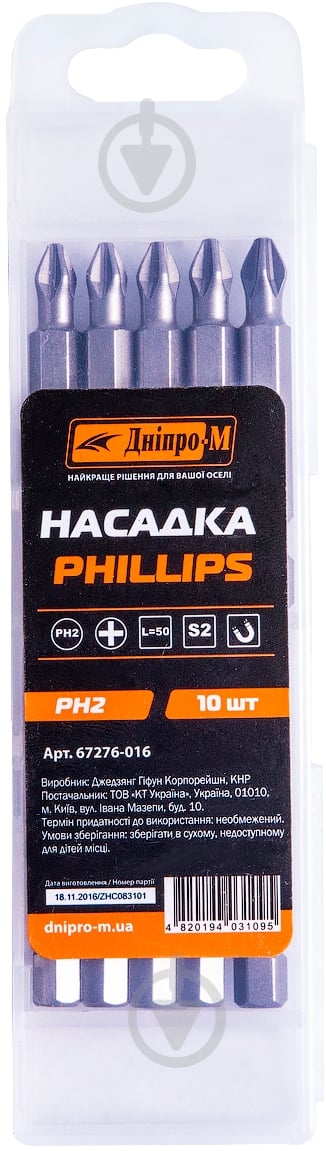 Дніпро-М
НАЙКРАЩЕ РІШЕННЯ ДЛЯ ВАШОЇ ОСЕЛІ
НАСАДКА
PHILLIPS
PH2 L=50 S2
PH2 10 шт
Арт. 67276-016
Виробник: Джедзянг Гіфун Корпорейшн, КНР
Постачальник: ТОВ «КТ Україна», Україна, 01010,
м. Київ, вул. Івана Мазепи, буд. 10.
Термін придатності до використання: необмежений.
Умови зберігання: зберігати в сухому, недоступному
для дітей місці.
Дата виготовлення / Номер партії
18.11.2016/ZHC083101
4 820194 031095
dnipro-m.ua